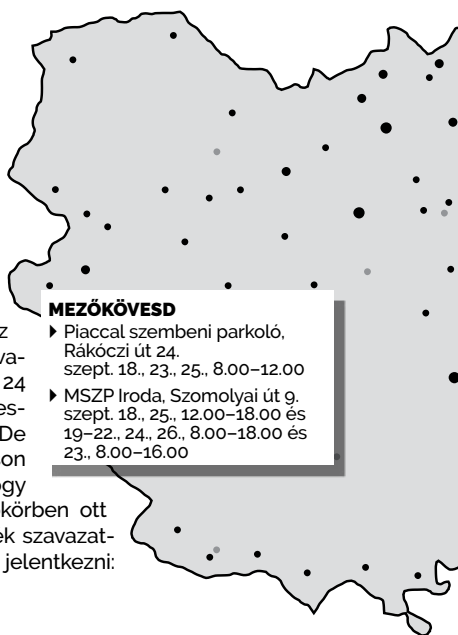 MEZŐKÖVESD
Piaccal szembeni parkoló,
Rákóczi út 24.
szept. 18., 23., 25., 8.00–12.00
MSZP Iroda, Szomolyai út 9.
szept. 18., 25., 12.00–18.00 és
19–22., 24., 26., 8.00–18.00 és
23., 8.00–16.00
z
va-
24
es-
De
son
ogy
körben ott
ek szavazat-
jelentkezni: